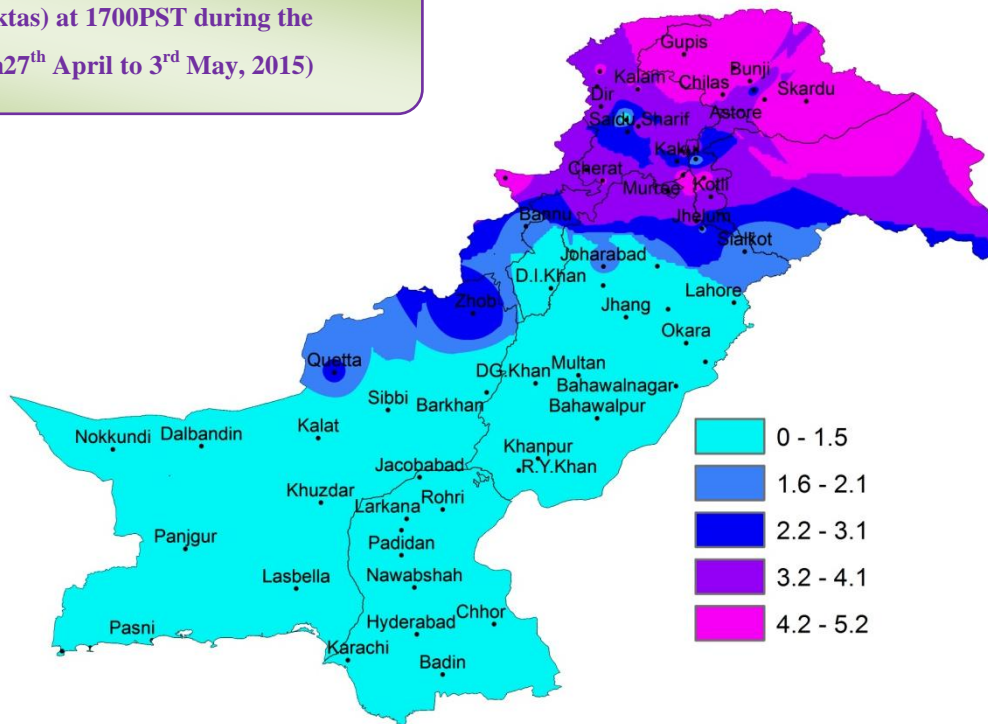 ktas) at 1700PST during the
27th April to 3rd May, 2015)
Gupis
Bunji
Kalam
Chilas
Skardu
Dir
Astore
Saidu Sharif
Kakul
Cherat
Murree
Kotli
Bannu
Jhelum
Sialkot
Joharabad
D.I.Khan
Lahore
Zhob
Jhang
Okara
Quetta
DG.Khan
Multan
Bahawalnagar
Sibbi
Barkhan
Bahawalpur
Nokkundi
Dalbandin
Kalat
Khanpur
R.Y.Khan
Jacobabad
Khuzdar
Rohri
Larkana
Panjgur
Padidan
Lasbella
Nawabshah
Chhor
Pasni
Hyderabad
Karachi
Badin
0 - 1.5
1.6 - 2.1
2.2 - 3.1
3.2 - 4.1
4.2 - 5.2